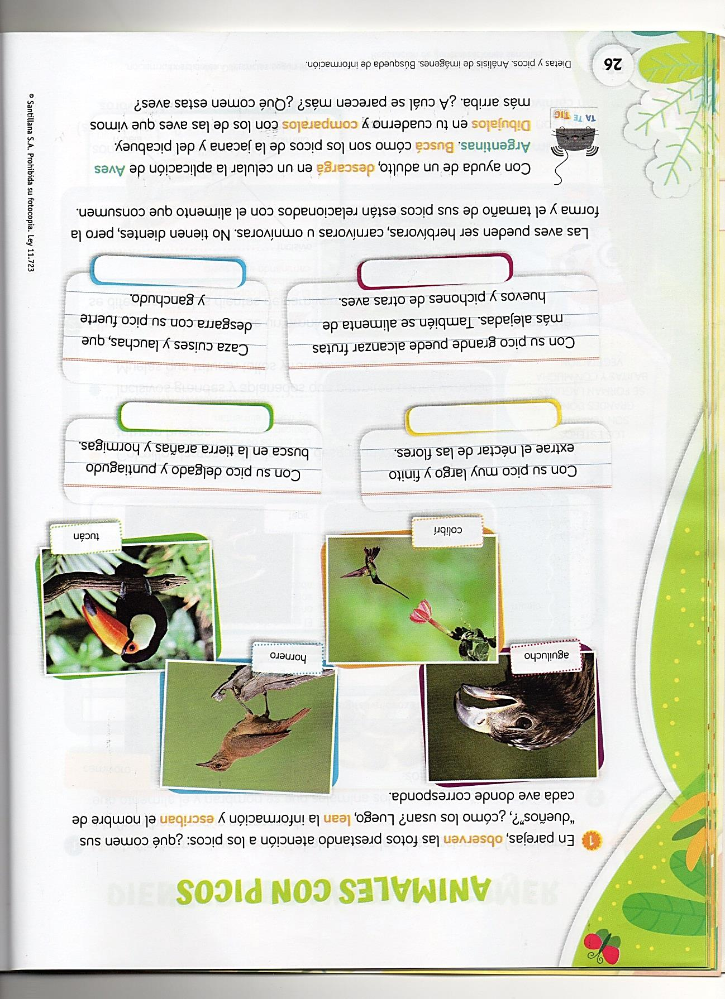 ANIMALES CON PICOS
1 En parejas, observen las fotos prestando atención a los picos: ¿qué comen sus
"dueños"?, ¿cómo los usan? Luego, lean la información y escriban el nombre de
cada ave donde corresponda.
aguilucho
hornero
colibrí
tucán
Con su pico muy largo y finito
extrae el néctar de las flores.
Con su pico delgado y puntiagudo
busca en la tierra arañas y hormigas.
Con su pico grande puede alcanzar frutas
más alejadas. También se alimenta de
huevos y pichones de otras aves.
Caza cuises y lauchas, que
desgarra con su pico fuerte
y ganchudo.
Las aves pueden ser herbívoras, carnívoras u omnívoras. No tienen dientes, pero la
forma y el tamaño de sus picos están relacionados con el alimento que consumen.
TA TE TIC
Con ayuda de un adulto, descargá en un celular la aplicación de Aves
Argentinas. Buscá cómo son los picos de la jacana y del picabuey.
Dibujalos en tu cuaderno y comparalos con los de las aves que vimos
más arriba. ¿A cuál se parecen más? ¿Qué comen estas aves?
26
Dietas y picos. Análisis de imágenes. Búsqueda de información.
© Santillana S.A. Prohibida su fotocopia. Ley 11.723